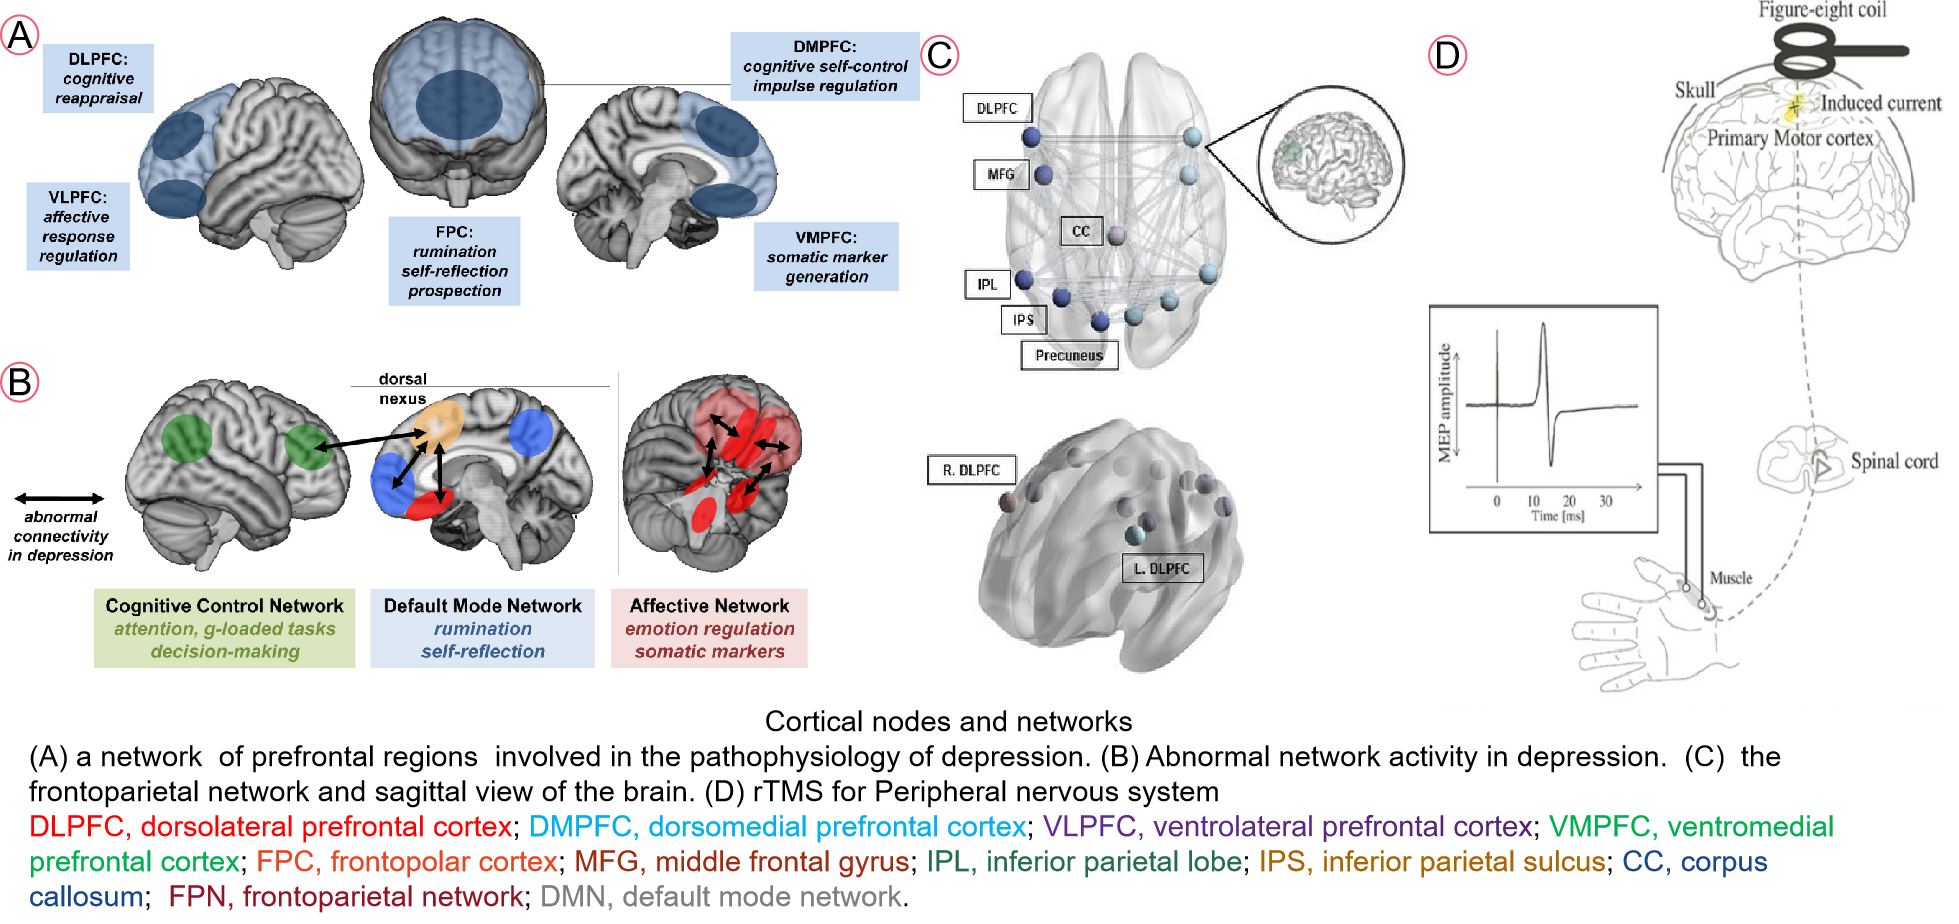 A
DLPFC:
cognitive
reappraisal
VLPFC:
affective
response
regulation
FPC:
rumination
self-reflection
prospection
DMPFC:
cognitive self-control
impulse regulation
VMPFC:
somatic marker
generation
B
dorsal
nexus
abnormal
connectivity
in depression
Cognitive Control Network
attention, g-loaded tasks
decision-making
Default Mode Network
rumination
self-reflection
Affective Network
emotion regulation
somatic markers
C
DLPFC
MFG
CC
IPL
IPS
Precuneus
R. DLPFC
L. DLPFC
D
Figure-eight coil
Skull
Induced current
Primary Motor cortex
MEP amplitude
0 10 20 30
Time [ms]
Spinal cord
Muscle
Cortical nodes and networks
(A) a network of prefrontal regions involved in the pathophysiology of depression. (B) Abnormal network activity in depression. (C) the
frontoparietal network and sagittal view of the brain. (D) rTMS for Peripheral nervous system
DLPFC, dorsolateral prefrontal cortex; DMPFC, dorsomedial prefrontal cortex; VLPFC, ventrolateral prefrontal cortex; VMPFC, ventromedial
prefrontal cortex; FPC, frontopolar cortex; MFG, middle frontal gyrus; IPL, inferior parietal lobe; IPS, inferior parietal sulcus; CC, corpus
callosum; FPN, frontoparietal network; DMN, default mode network.